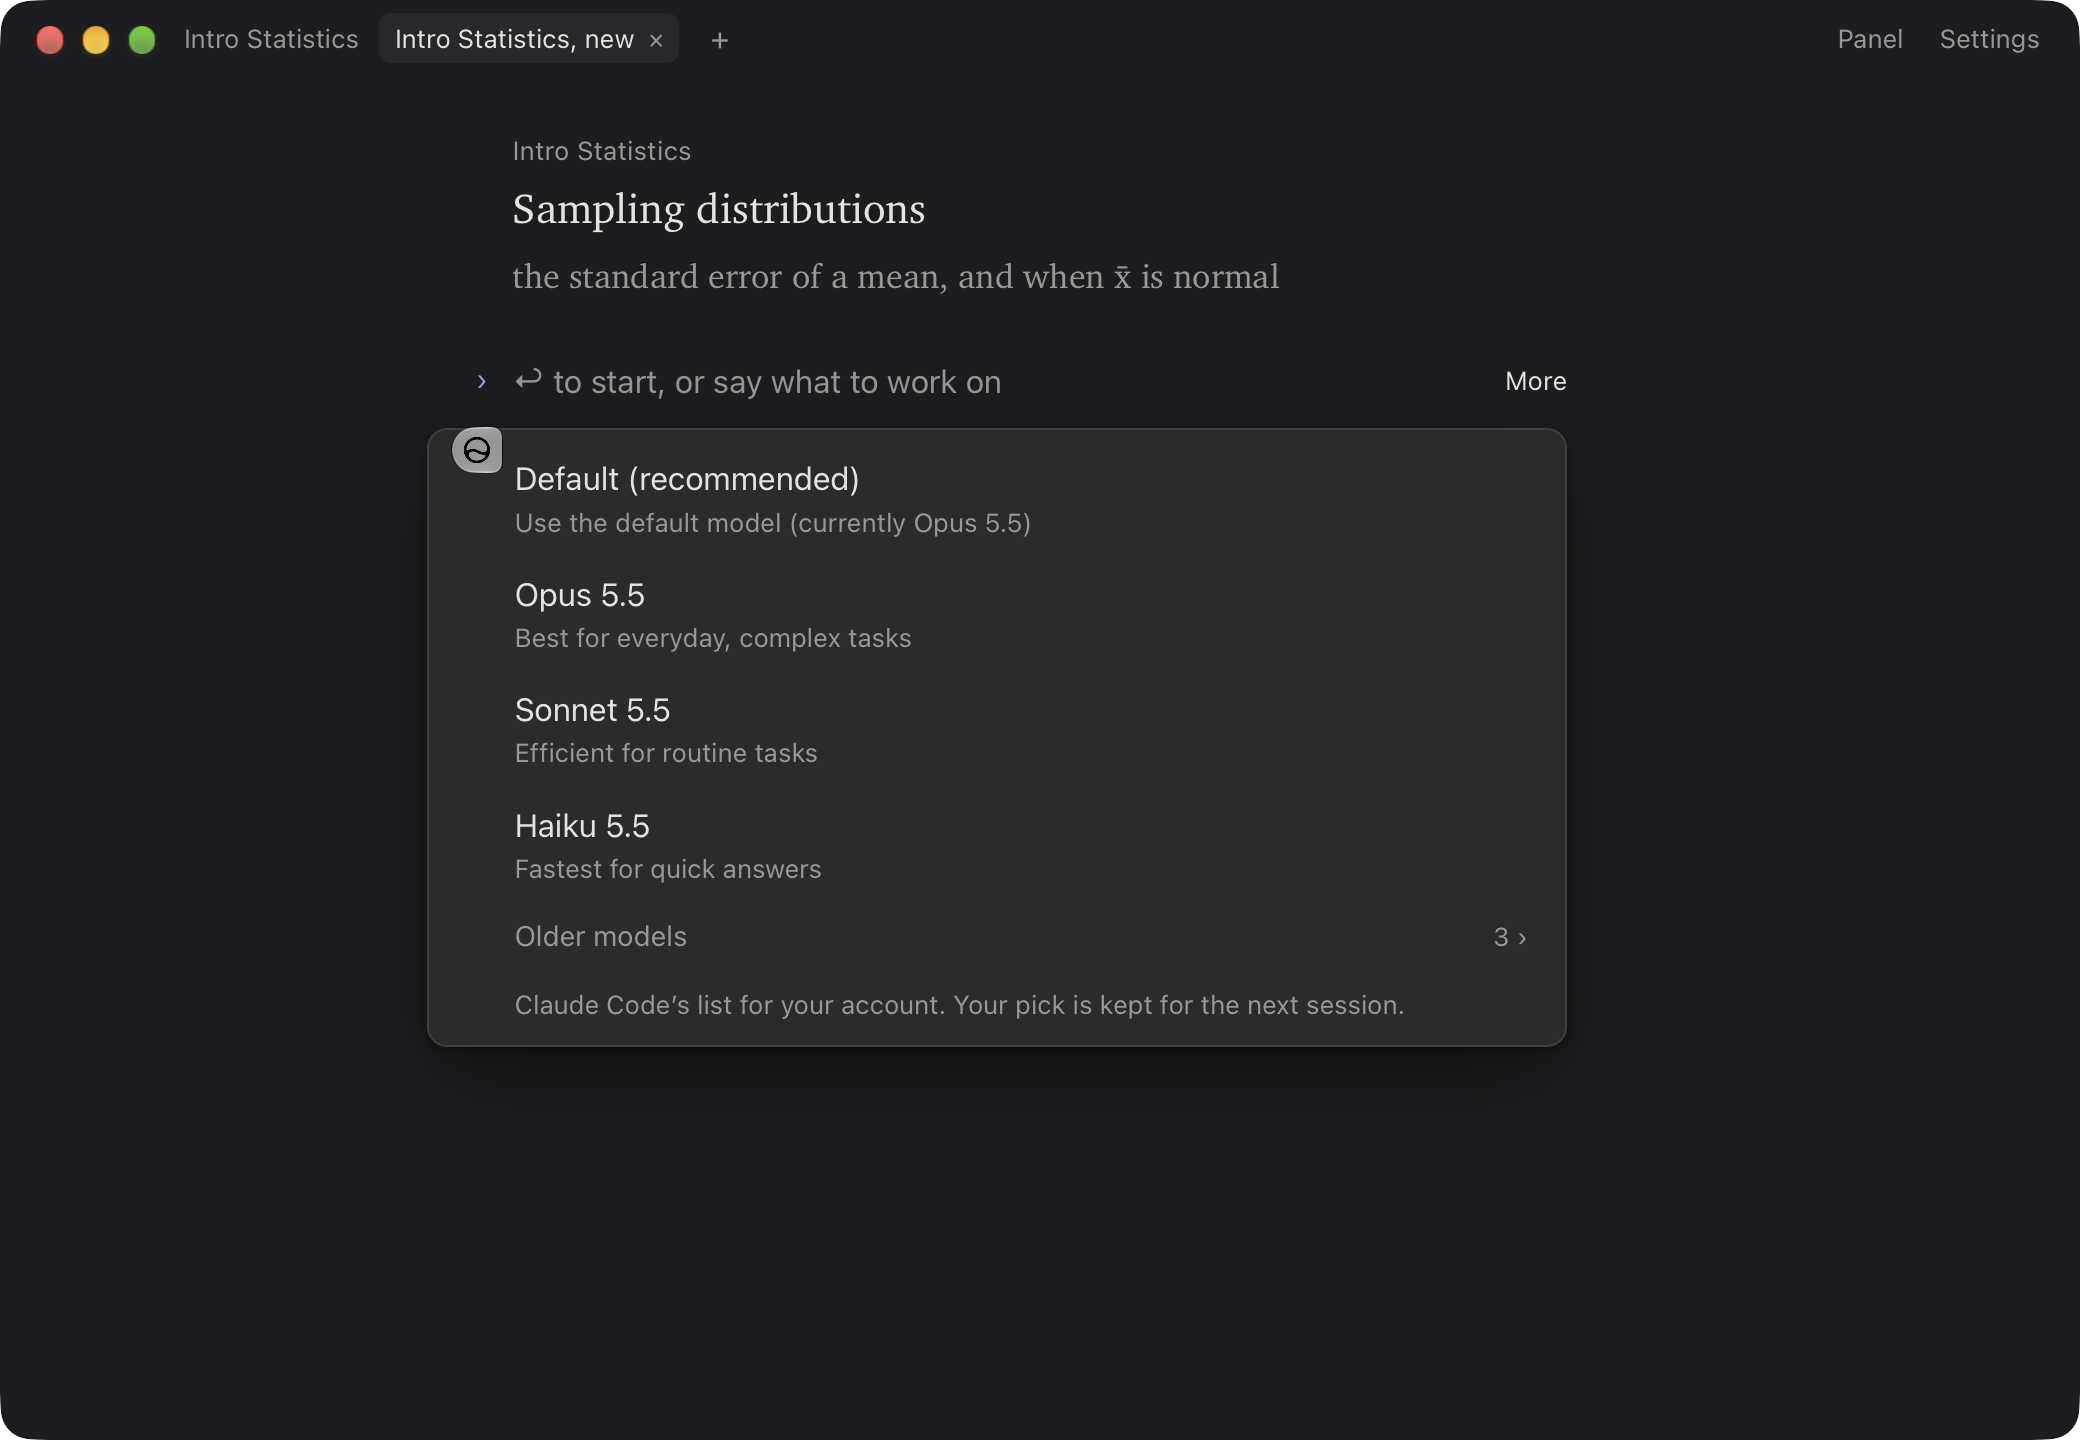 Intro Statistics
Intro Statistics, new ×
+
Panel
Settings
Intro Statistics
Sampling distributions
the standard error of a mean, and when x̄ is normal
› ↩ to start, or say what to work on
More
Default (recommended)
Use the default model (currently Opus 5.5)
Opus 5.5
Best for everyday, complex tasks
Sonnet 5.5
Efficient for routine tasks
Haiku 5.5
Fastest for quick answers
Older models
3 ›
Claude Code’s list for your account. Your pick is kept for the next session.